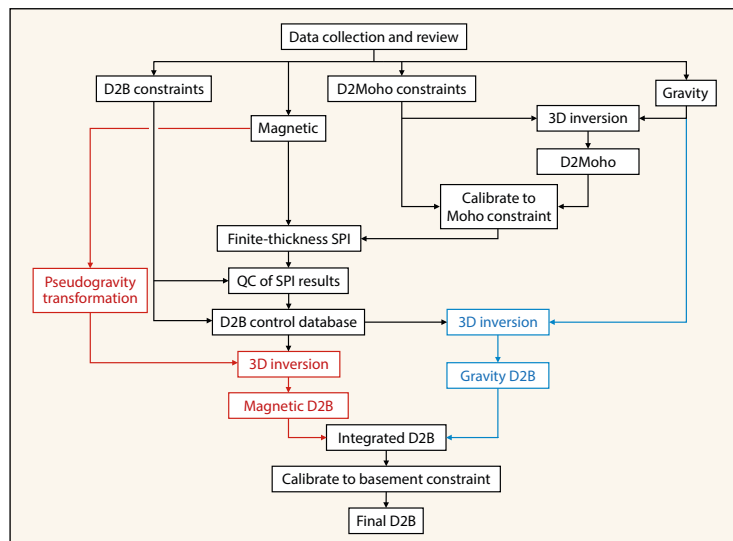 Data collection and review
D2B constraints
D2Moho constraints
Gravity
Magnetic
3D inversion
D2Moho
Calibrate to
Moho constraint
Finite-thickness SPI
Pseudogravity
transformation
QC of SPI results
D2B control database
3D inversion
3D inversion
Gravity D2B
Magnetic D2B
Integrated D2B
Calibrate to basement constraint
Final D2B